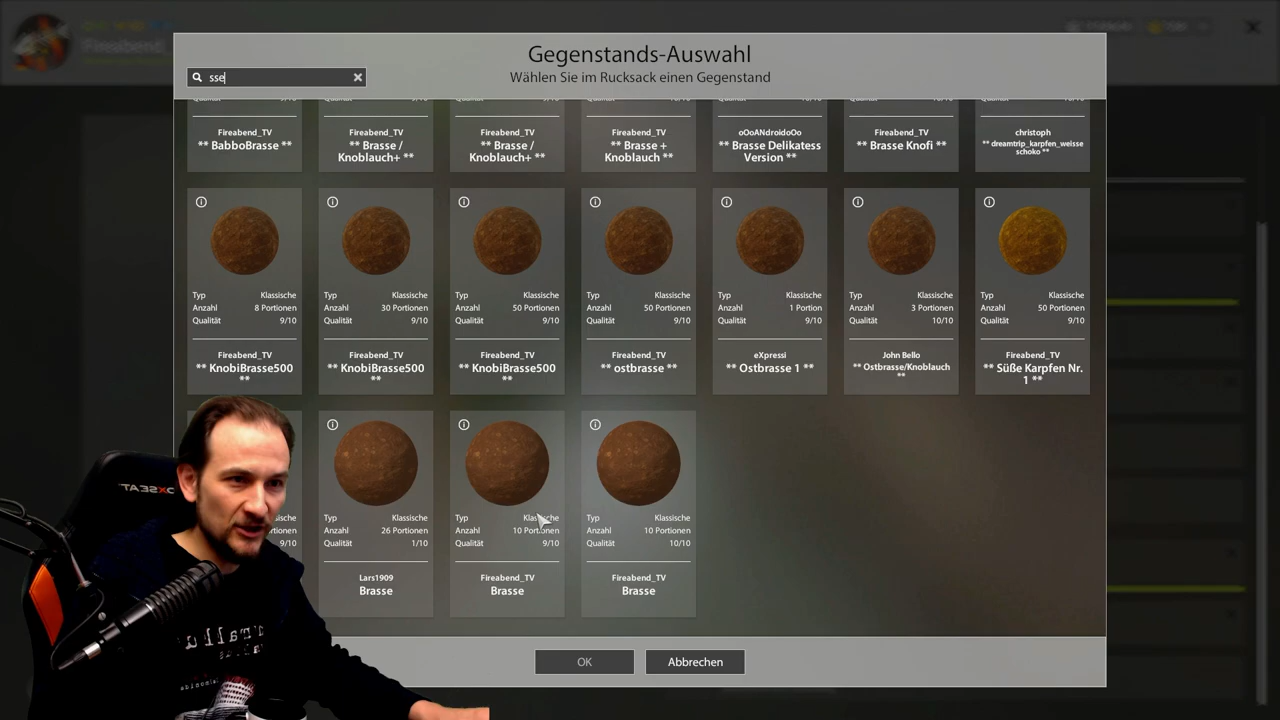 Fireabend
Gegenstands-Auswahl
sse
Wählen Sie im Rucksack einen Gegenstand
Fireabend_TV
** BabboBrasse **
Fireabend_TV
** Brasse /
Knoblauch+ **
Fireabend_TV
** Brasse /
Knoblauch+ **
Fireabend_TV
** Brasse +
Knoblauch **
oOoANdroidoOo
** Brasse Delikatess
Version **
Fireabend_TV
** Brasse Knofi **
christoph
** dreamtrip_karpfen_weisse
schoko **
Typ Klassische
Anzahl 8 Portionen
Qualität 9/10
Fireabend_TV
** KnobiBrasse500
**
Typ Klassische
Anzahl 30 Portionen
Qualität 9/10
Fireabend_TV
** KnobiBrasse500
**
Typ Klassische
Anzahl 50 Portionen
Qualität 9/10
Fireabend_TV
** KnobiBrasse500
**
Typ Klassische
Anzahl 50 Portionen
Qualität 9/10
Fireabend_TV
** ostbrasse **
Typ Klassische
Anzahl 1 Portion
Qualität 9/10
eXpressi
** Ostbrasse 1 **
Typ Klassische
Anzahl 3 Portionen
Qualität 10/10
John Bello
** Ostbrasse/Knoblauch
**
Typ Klassische
Anzahl 50 Portionen
Qualität 9/10
Fireabend_TV
** Süße Karpfen Nr.
1 **
9/10
Typ Klassische
Anzahl 26 Portionen
Qualität 1/10
Lars1909
Brasse
Typ Klassische
Anzahl 10 Portionen
Qualität 9/10
Fireabend_TV
Brasse
Typ Klassische
Anzahl 10 Portionen
Qualität 10/10
Fireabend_TV
Brasse
OK
Abbrechen